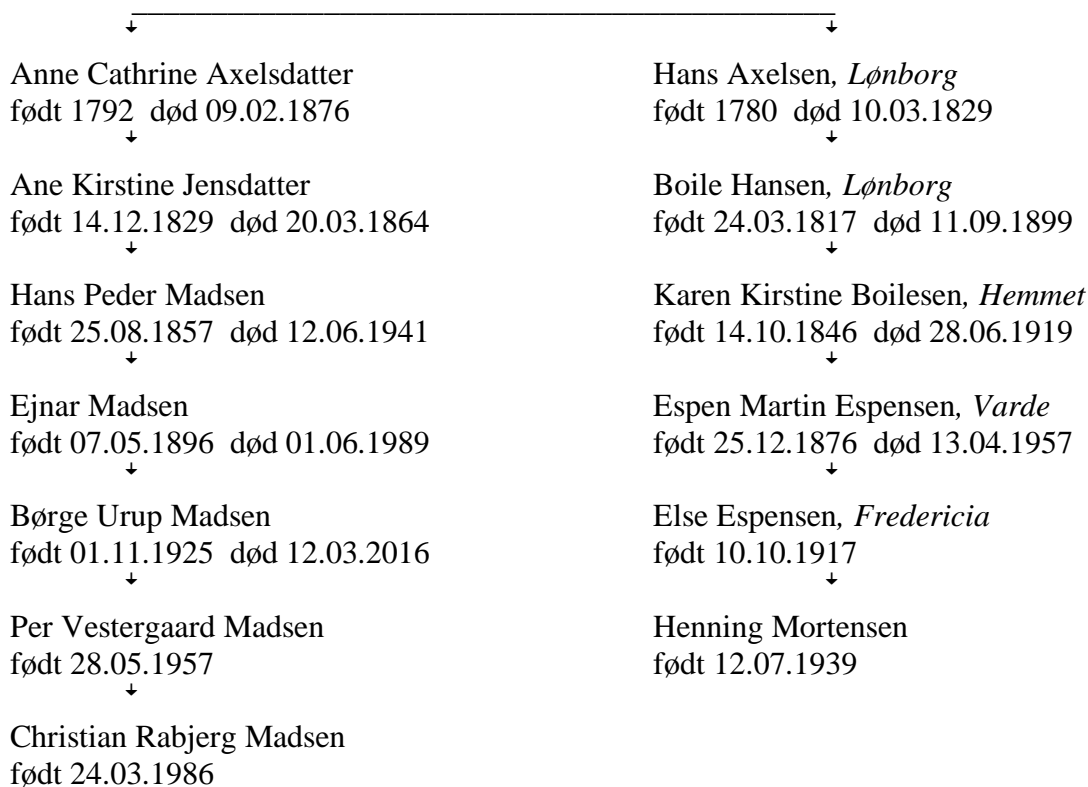 Anne Cathrine Axelsdatter
født 1792 død 09.02.1876
Ane Kirstine Jensdatter
født 14.12.1829 død 20.03.1864
Hans Peder Madsen
født 25.08.1857 død 12.06.1941
Ejnar Madsen
født 07.05.1896 død 01.06.1989
Børge Urup Madsen
født 01.11.1925 død 12.03.2016
Per Vestergaard Madsen
født 28.05.1957
Christian Rabjerg Madsen
født 24.03.1986
Hans Axelsen, Lønborg
født 1780 død 10.03.1829
Boile Hansen, Lønborg
født 24.03.1817 død 11.09.1899
Karen Kirstine Boilesen, Hemmet
født 14.10.1846 død 28.06.1919
Espen Martin Espensen, Varde
født 25.12.1876 død 13.04.1957
Else Espensen, Fredericia
født 10.10.1917
Henning Mortensen
født 12.07.1939